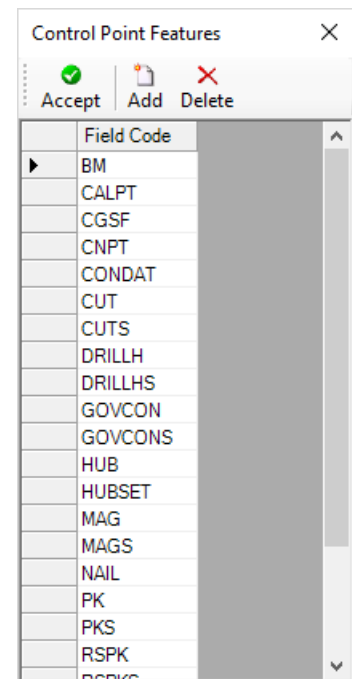 Control Point Features
Accept Add Delete
Field Code
BM
CALPT
CGSF
CNPT
CONDAT
CUT
CUTS
DRILLH
DRILLHS
GOVCON
GOVCONS
HUB
HUBSET
MAG
MAGS
NAIL
PK
PKS
RSPK
RSPKS